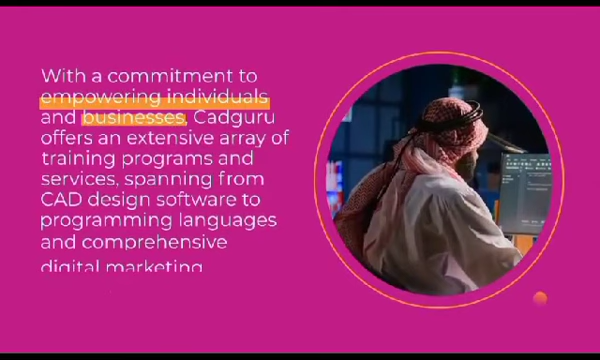 With a commitment to
empowering individuals
and businesses, Cadguru
offers an extensive array of
training programs and
services, spanning from
CAD design software to
programming languages
and comprehensive
digital marketing